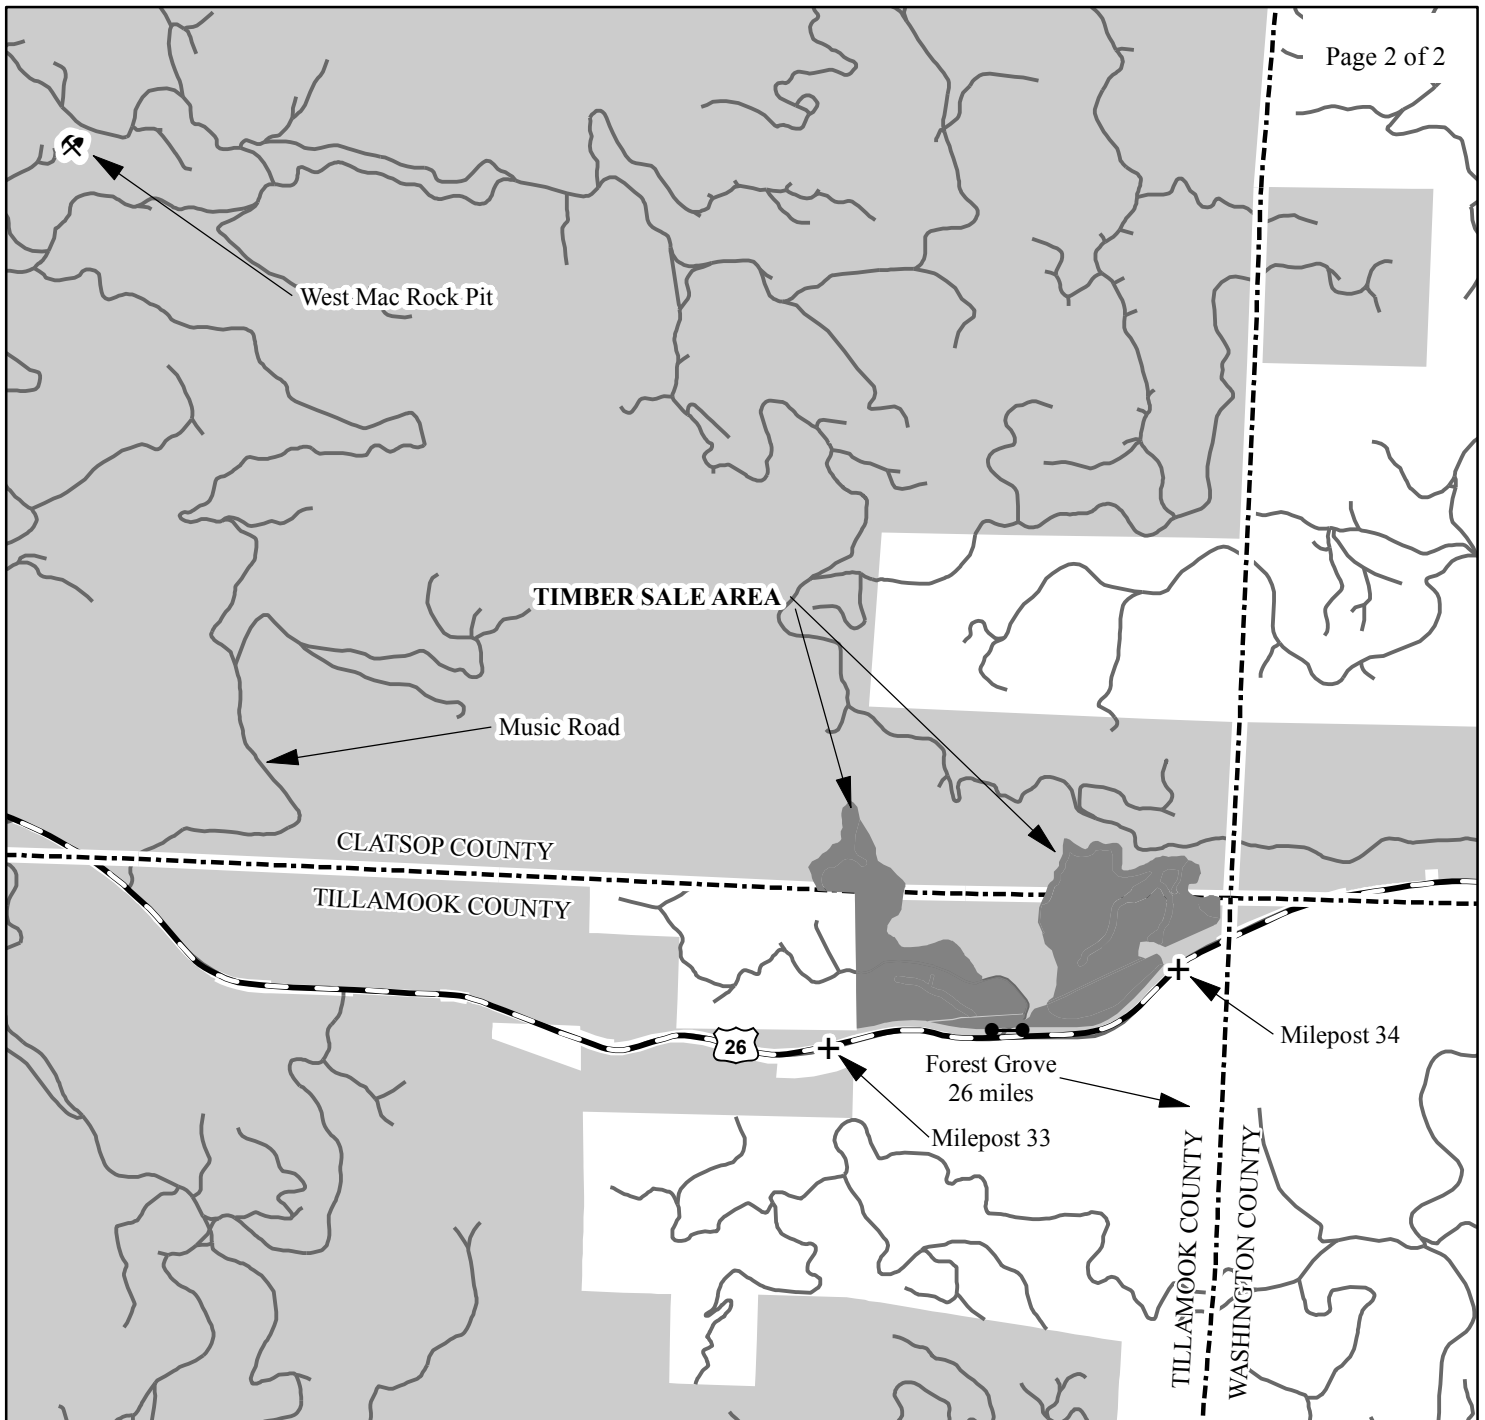 Page 2 of 2
West Mac Rock Pit
TIMBER SALE AREA
Music Road
CLATSOP COUNTY
TILLAMOOK COUNTY
26
Milepost 34
Forest Grove
26 miles
Milepost 33
TILLAMOOK COUNTY
WASHINGTON COUNTY